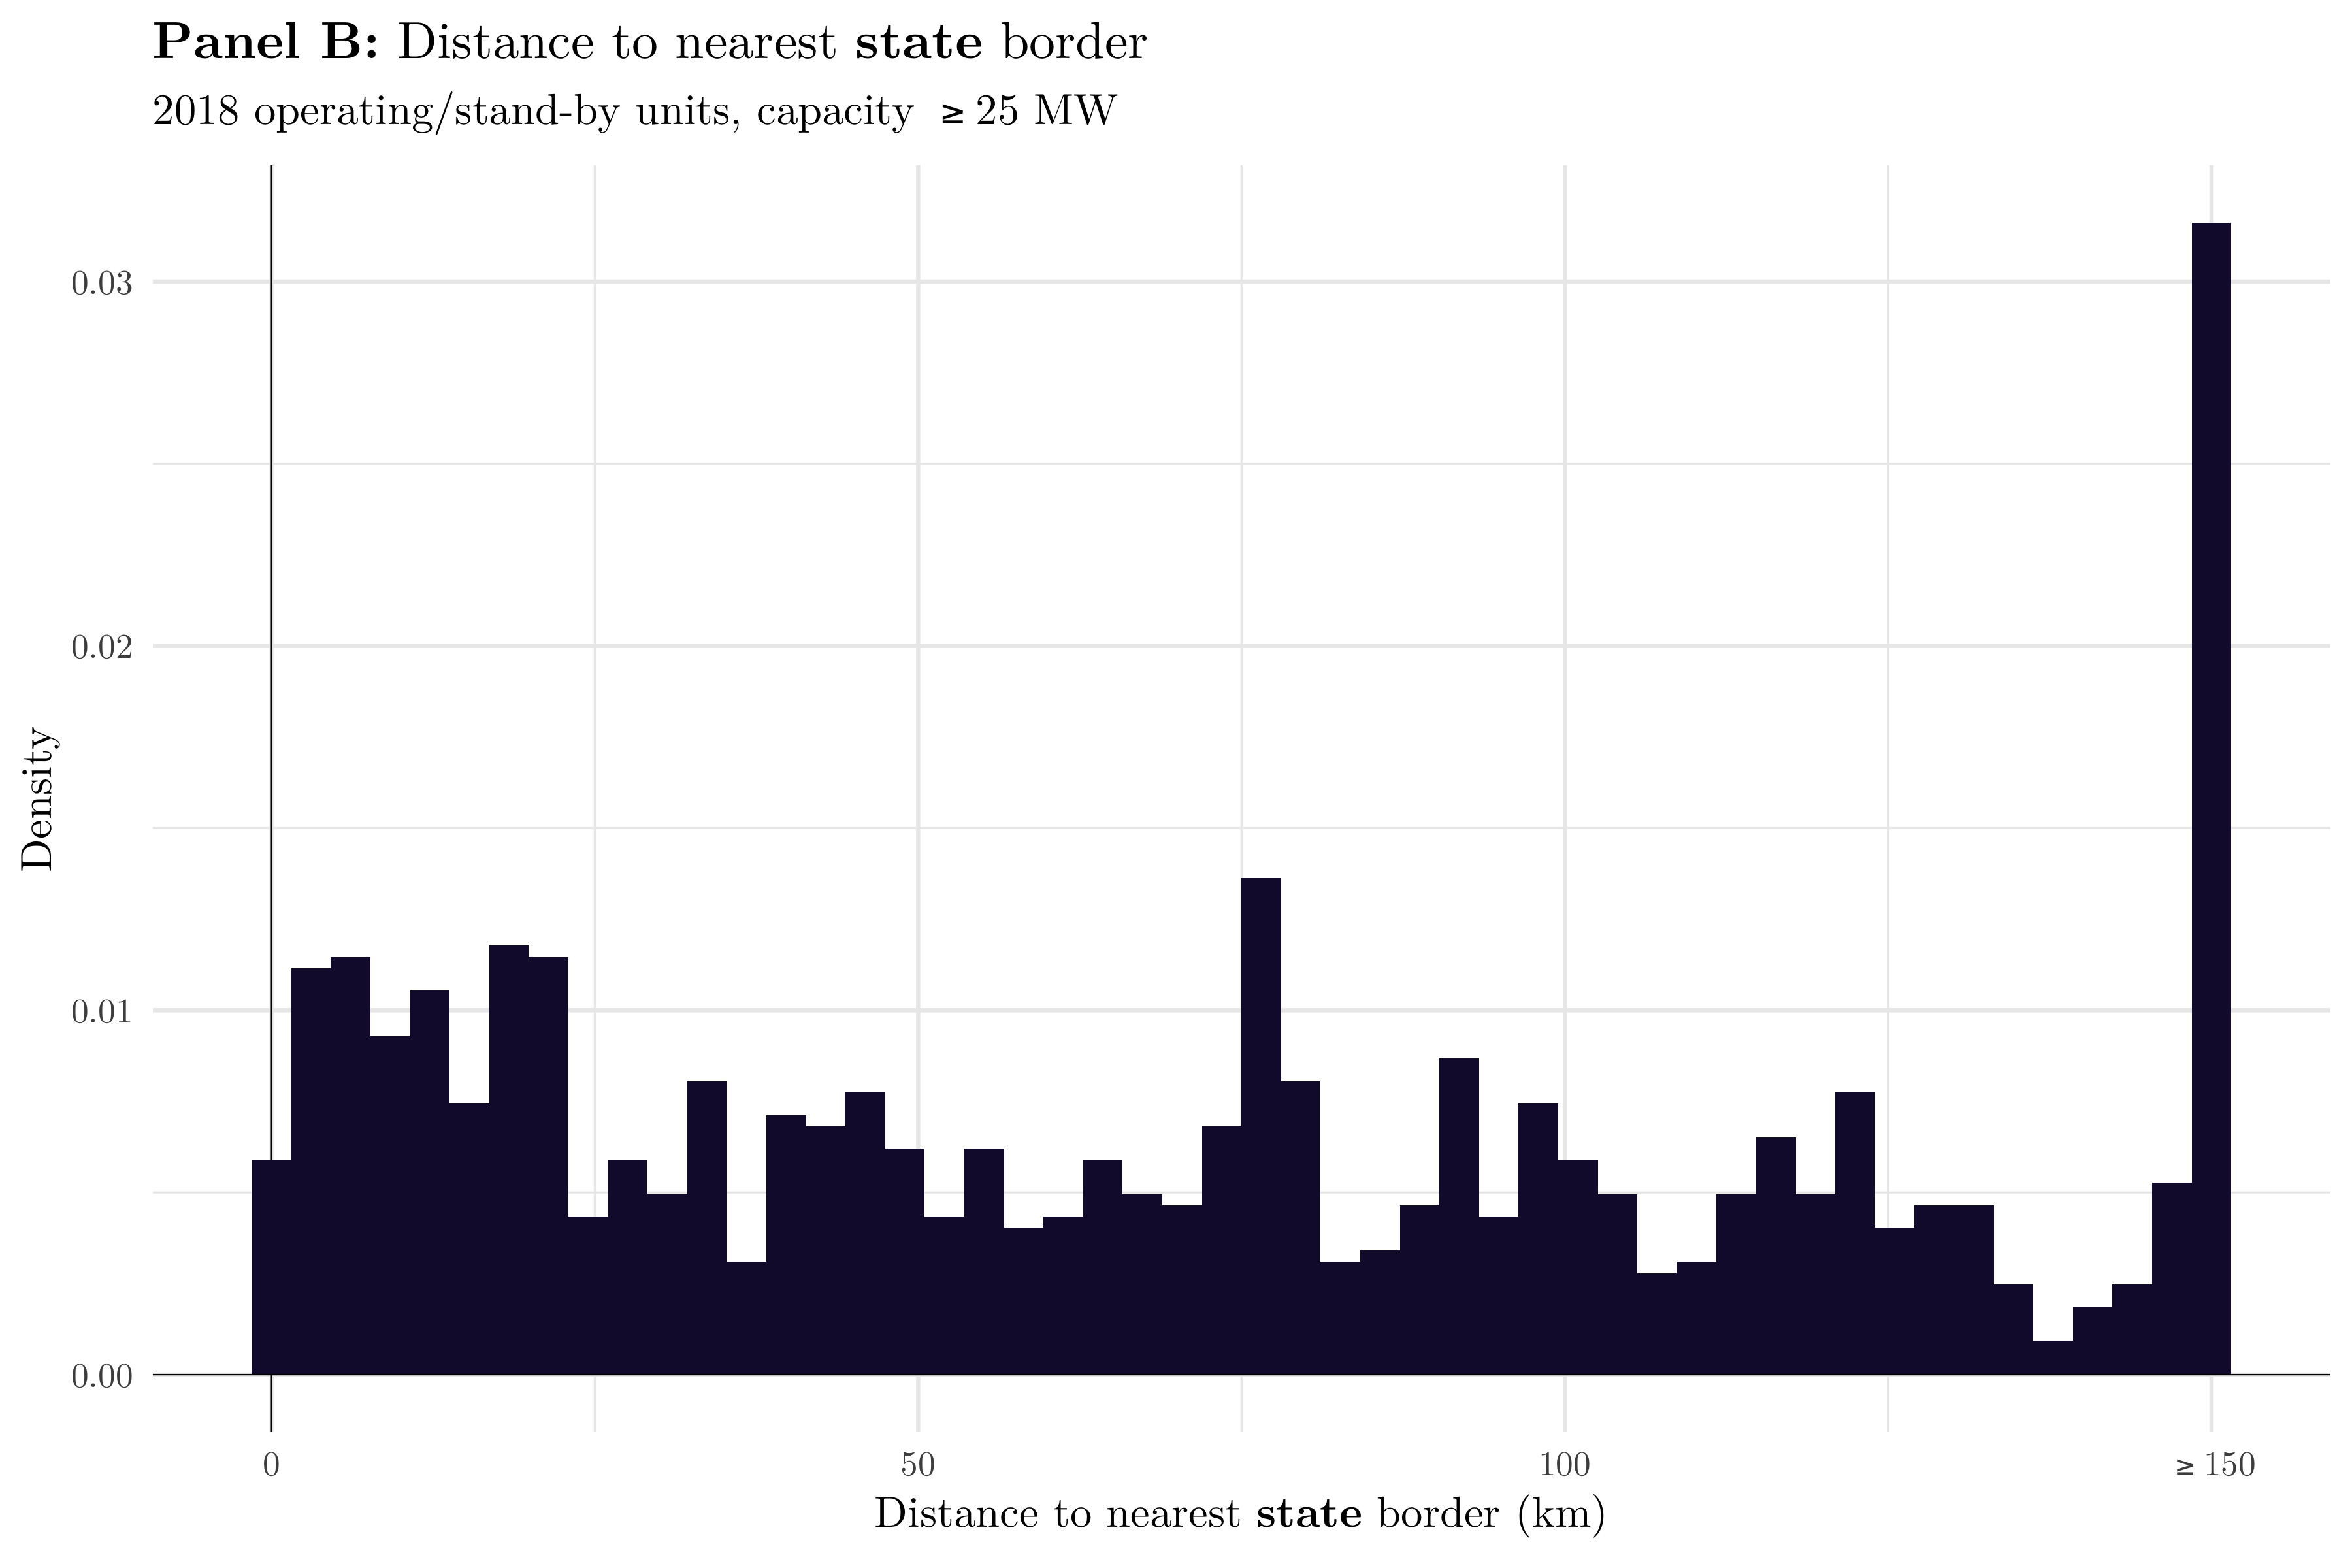 Panel B: Distance to nearest state border
2018 operating/stand-by units, capacity ≥25 MW
Density
0.03
0.02
0.01
0.00
0
50
100
≥ 150
Distance to nearest state border (km)